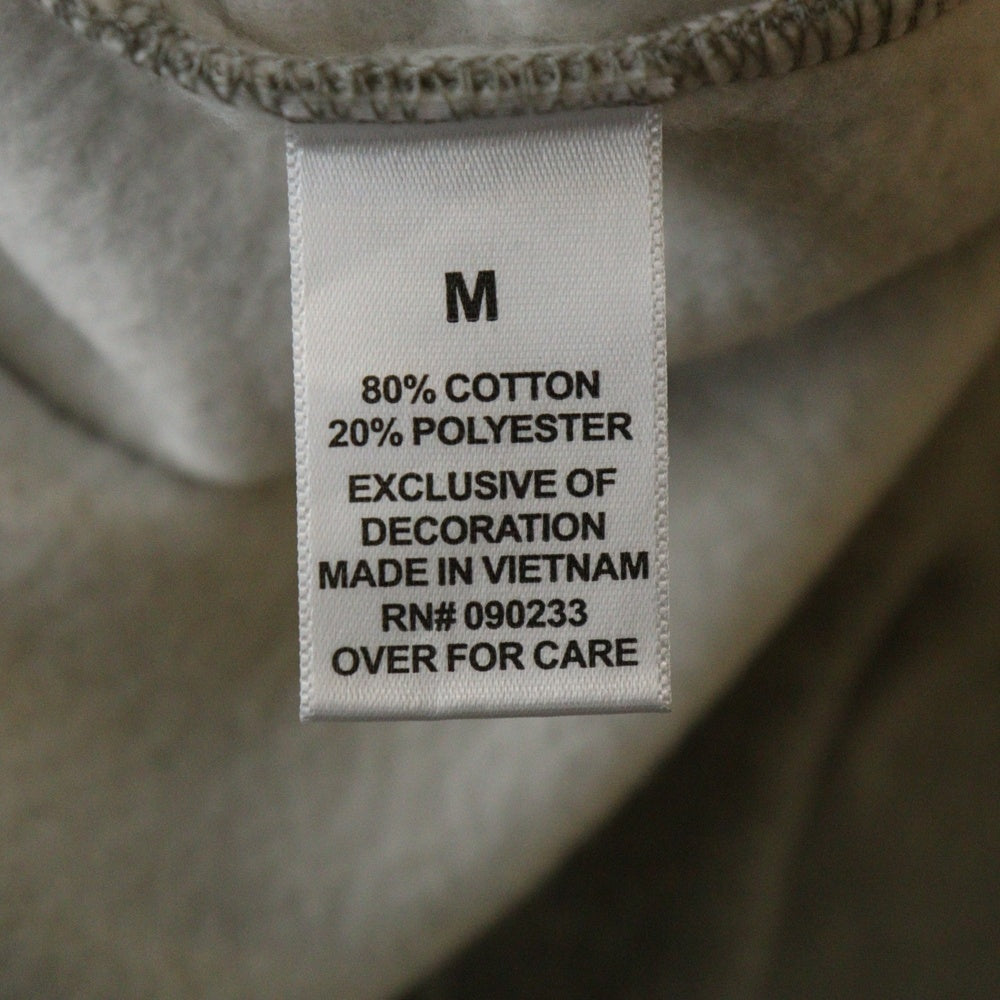 M
80% COTTON
20% POLYESTER
EXCLUSIVE OF
DECORATION
MADE IN VIETNAM
RN# 090233
OVER FOR CARE